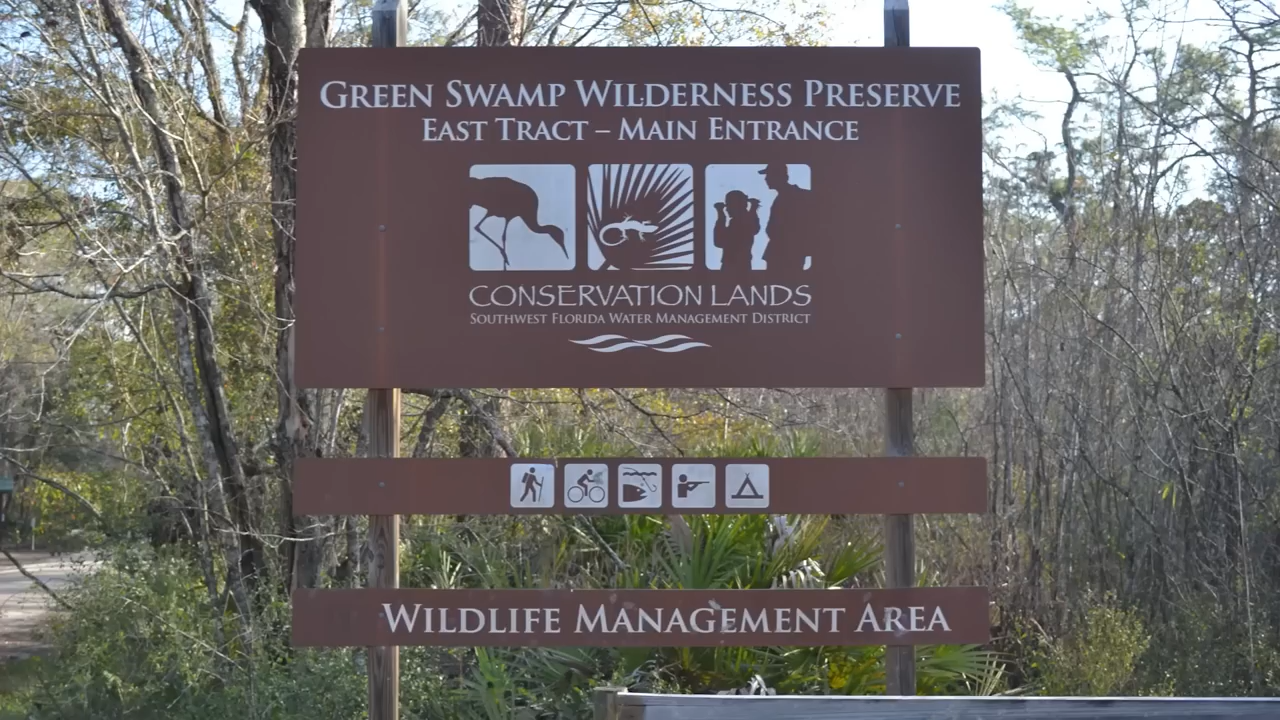 GREEN SWAMP WILDERNESS PRESERVE
EAST TRACT – MAIN ENTRANCE
CONSERVATION LANDS
SOUTHWEST FLORIDA WATER MANAGEMENT DISTRICT
WILDLIFE MANAGEMENT AREA